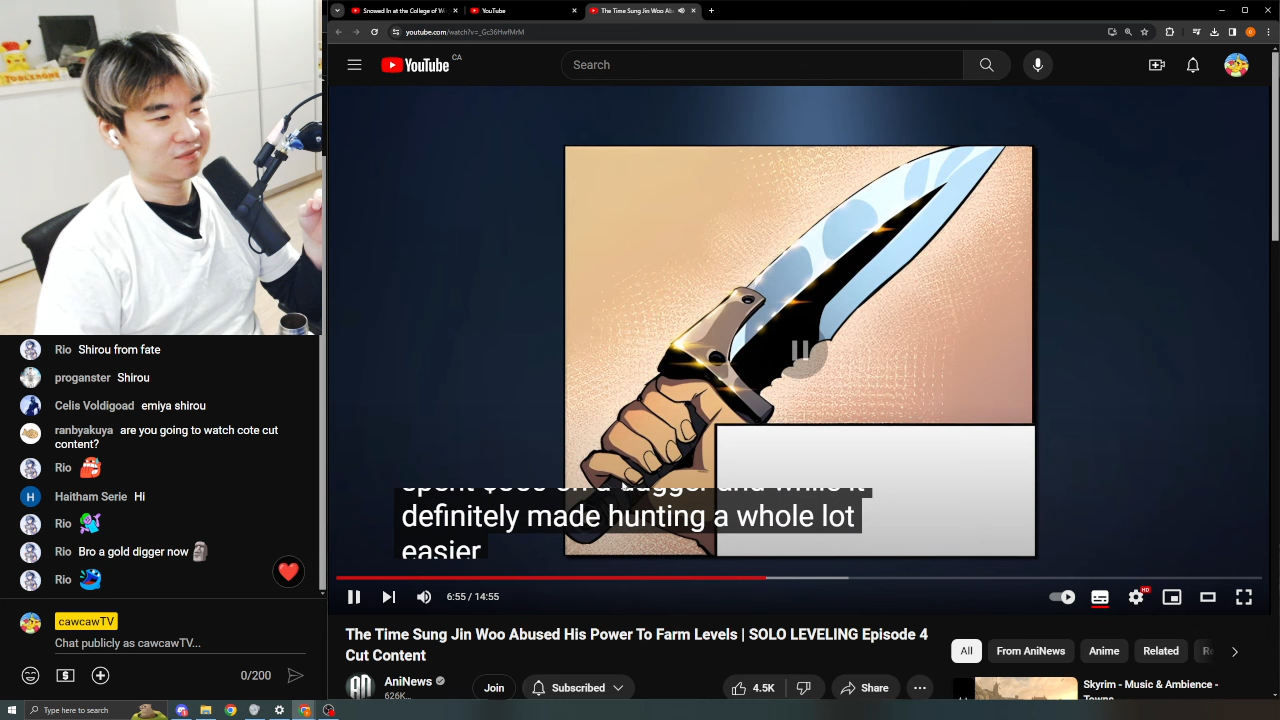 TOBLERONE
Snowed In at the College of W
YouTube
The Time Sung Jin Woo Ab
youtube.com/watch?v=_Gc36HwfMrM
YouTube CA
Search
Rio Shirou from fate
proganster Shirou
Celis Voldigoad emiya shirou
ranbyakuya are you going to watch cote cut
content?
Rio
H Haitham Serie Hi
Rio
Rio Bro a gold digger now
Rio
cawcawTV
Chat publicly as cawcawTV...
0/200
definitely made hunting a whole lot
easier
6:55 / 14:55
HD
The Time Sung Jin Woo Abused His Power To Farm Levels | SOLO LEVELING Episode 4
Cut Content
AniNews
626K
Join
Subscribed
4.5K
Share
All
From AniNews
Anime
Related
Skyrim - Music & Ambience -
Towns
Type here to search